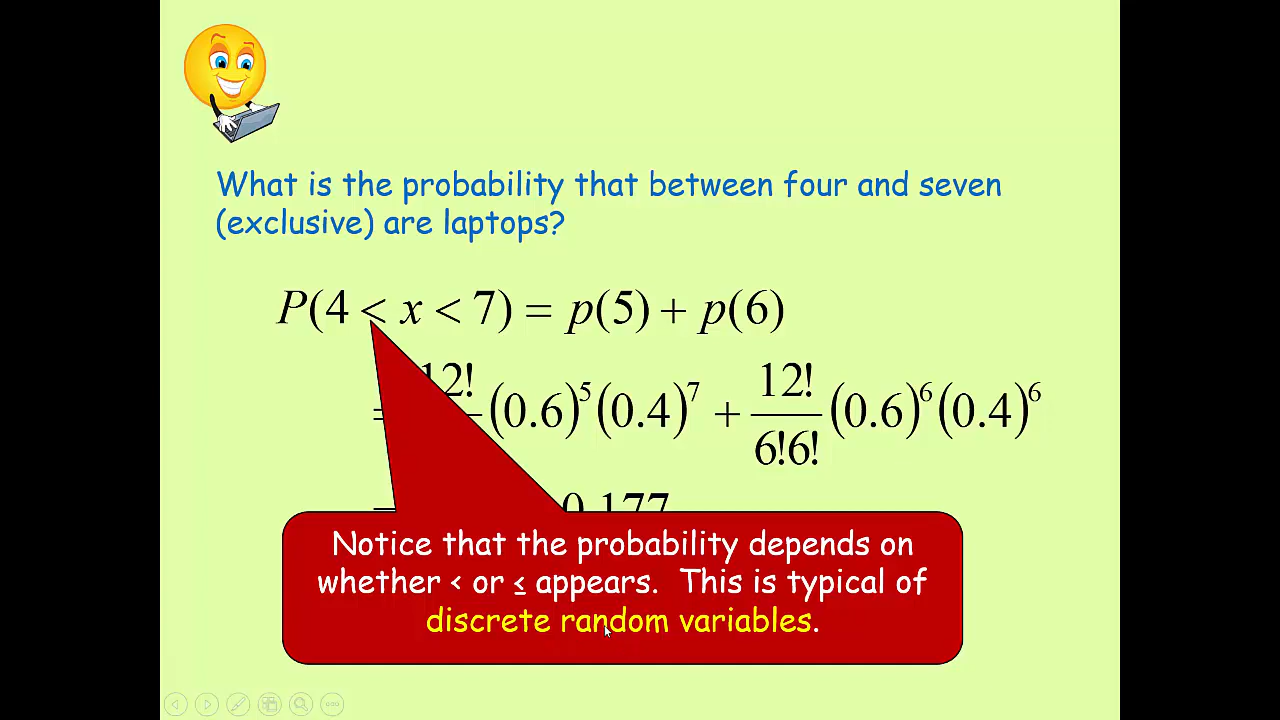 What is the probability that between four and seven
(exclusive) are laptops?
P(4 < x < 7) = p(5) + p(6)
= 12! (0.6)^5 (0.4)^7 + 12!/6!6! (0.6)^6 (0.4)^6
= 0.177
Notice that the probability depends on
whether < or ≤ appears. This is typical of
discrete random variables.